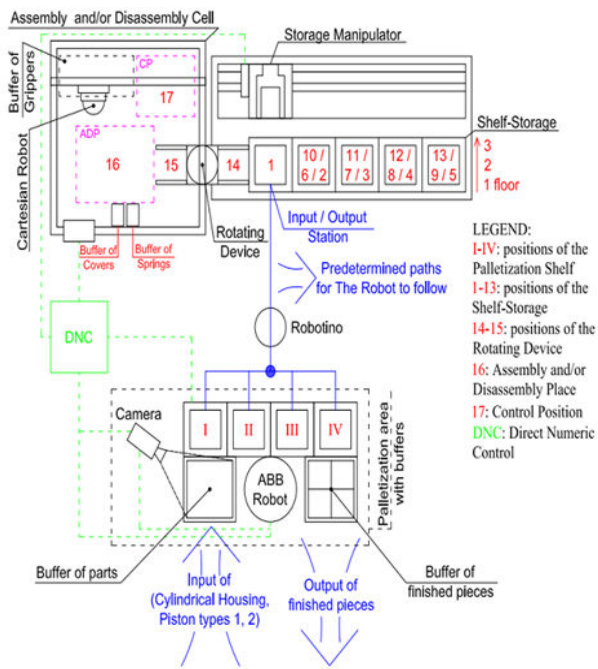 Assembly and/or Disassembly Cell
Storage Manipulator
Buffer of
Grippers
CP
17
Cartesian Robot
ADP
16
15
14
1
10 /
6 / 2
11 /
7 / 3
12 /
8 / 4
13 /
9 / 5
Shelf-Storage
3
2
1 floor
Rotating
Device
Buffer of
Covers
Buffer of
Springs
Input / Output
Station
Predetermined paths
for The Robot to follow
Robotino
DNC
LEGEND:
I-IV: positions of the
Palletization Shelf
1-13: positions of the
Shelf-Storage
14-15: positions of the
Rotating Device
16: Assembly and/or
Disassembly Place
17: Control Position
DNC: Direct Numeric
Control
Camera
I
II
III
IV
ABB
Robot
Palletization area
with buffers
Buffer of parts
Input of
(Cylindrical Housing,
Piston types 1, 2)
Output of
finished pieces
Buffer of
finished pieces